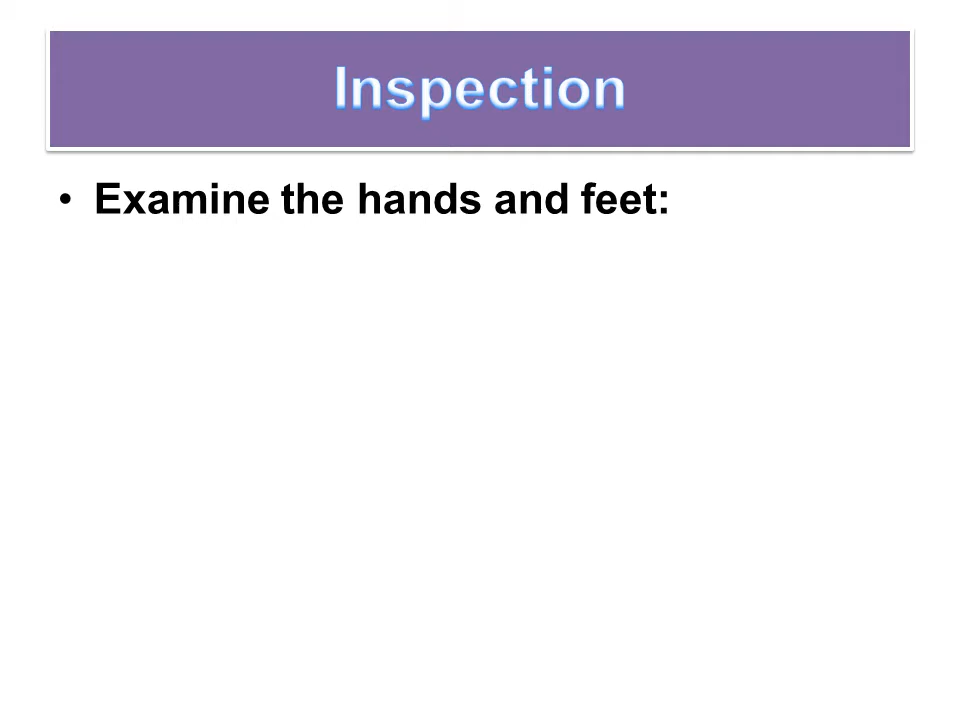 Inspection
• Examine the hands and feet: